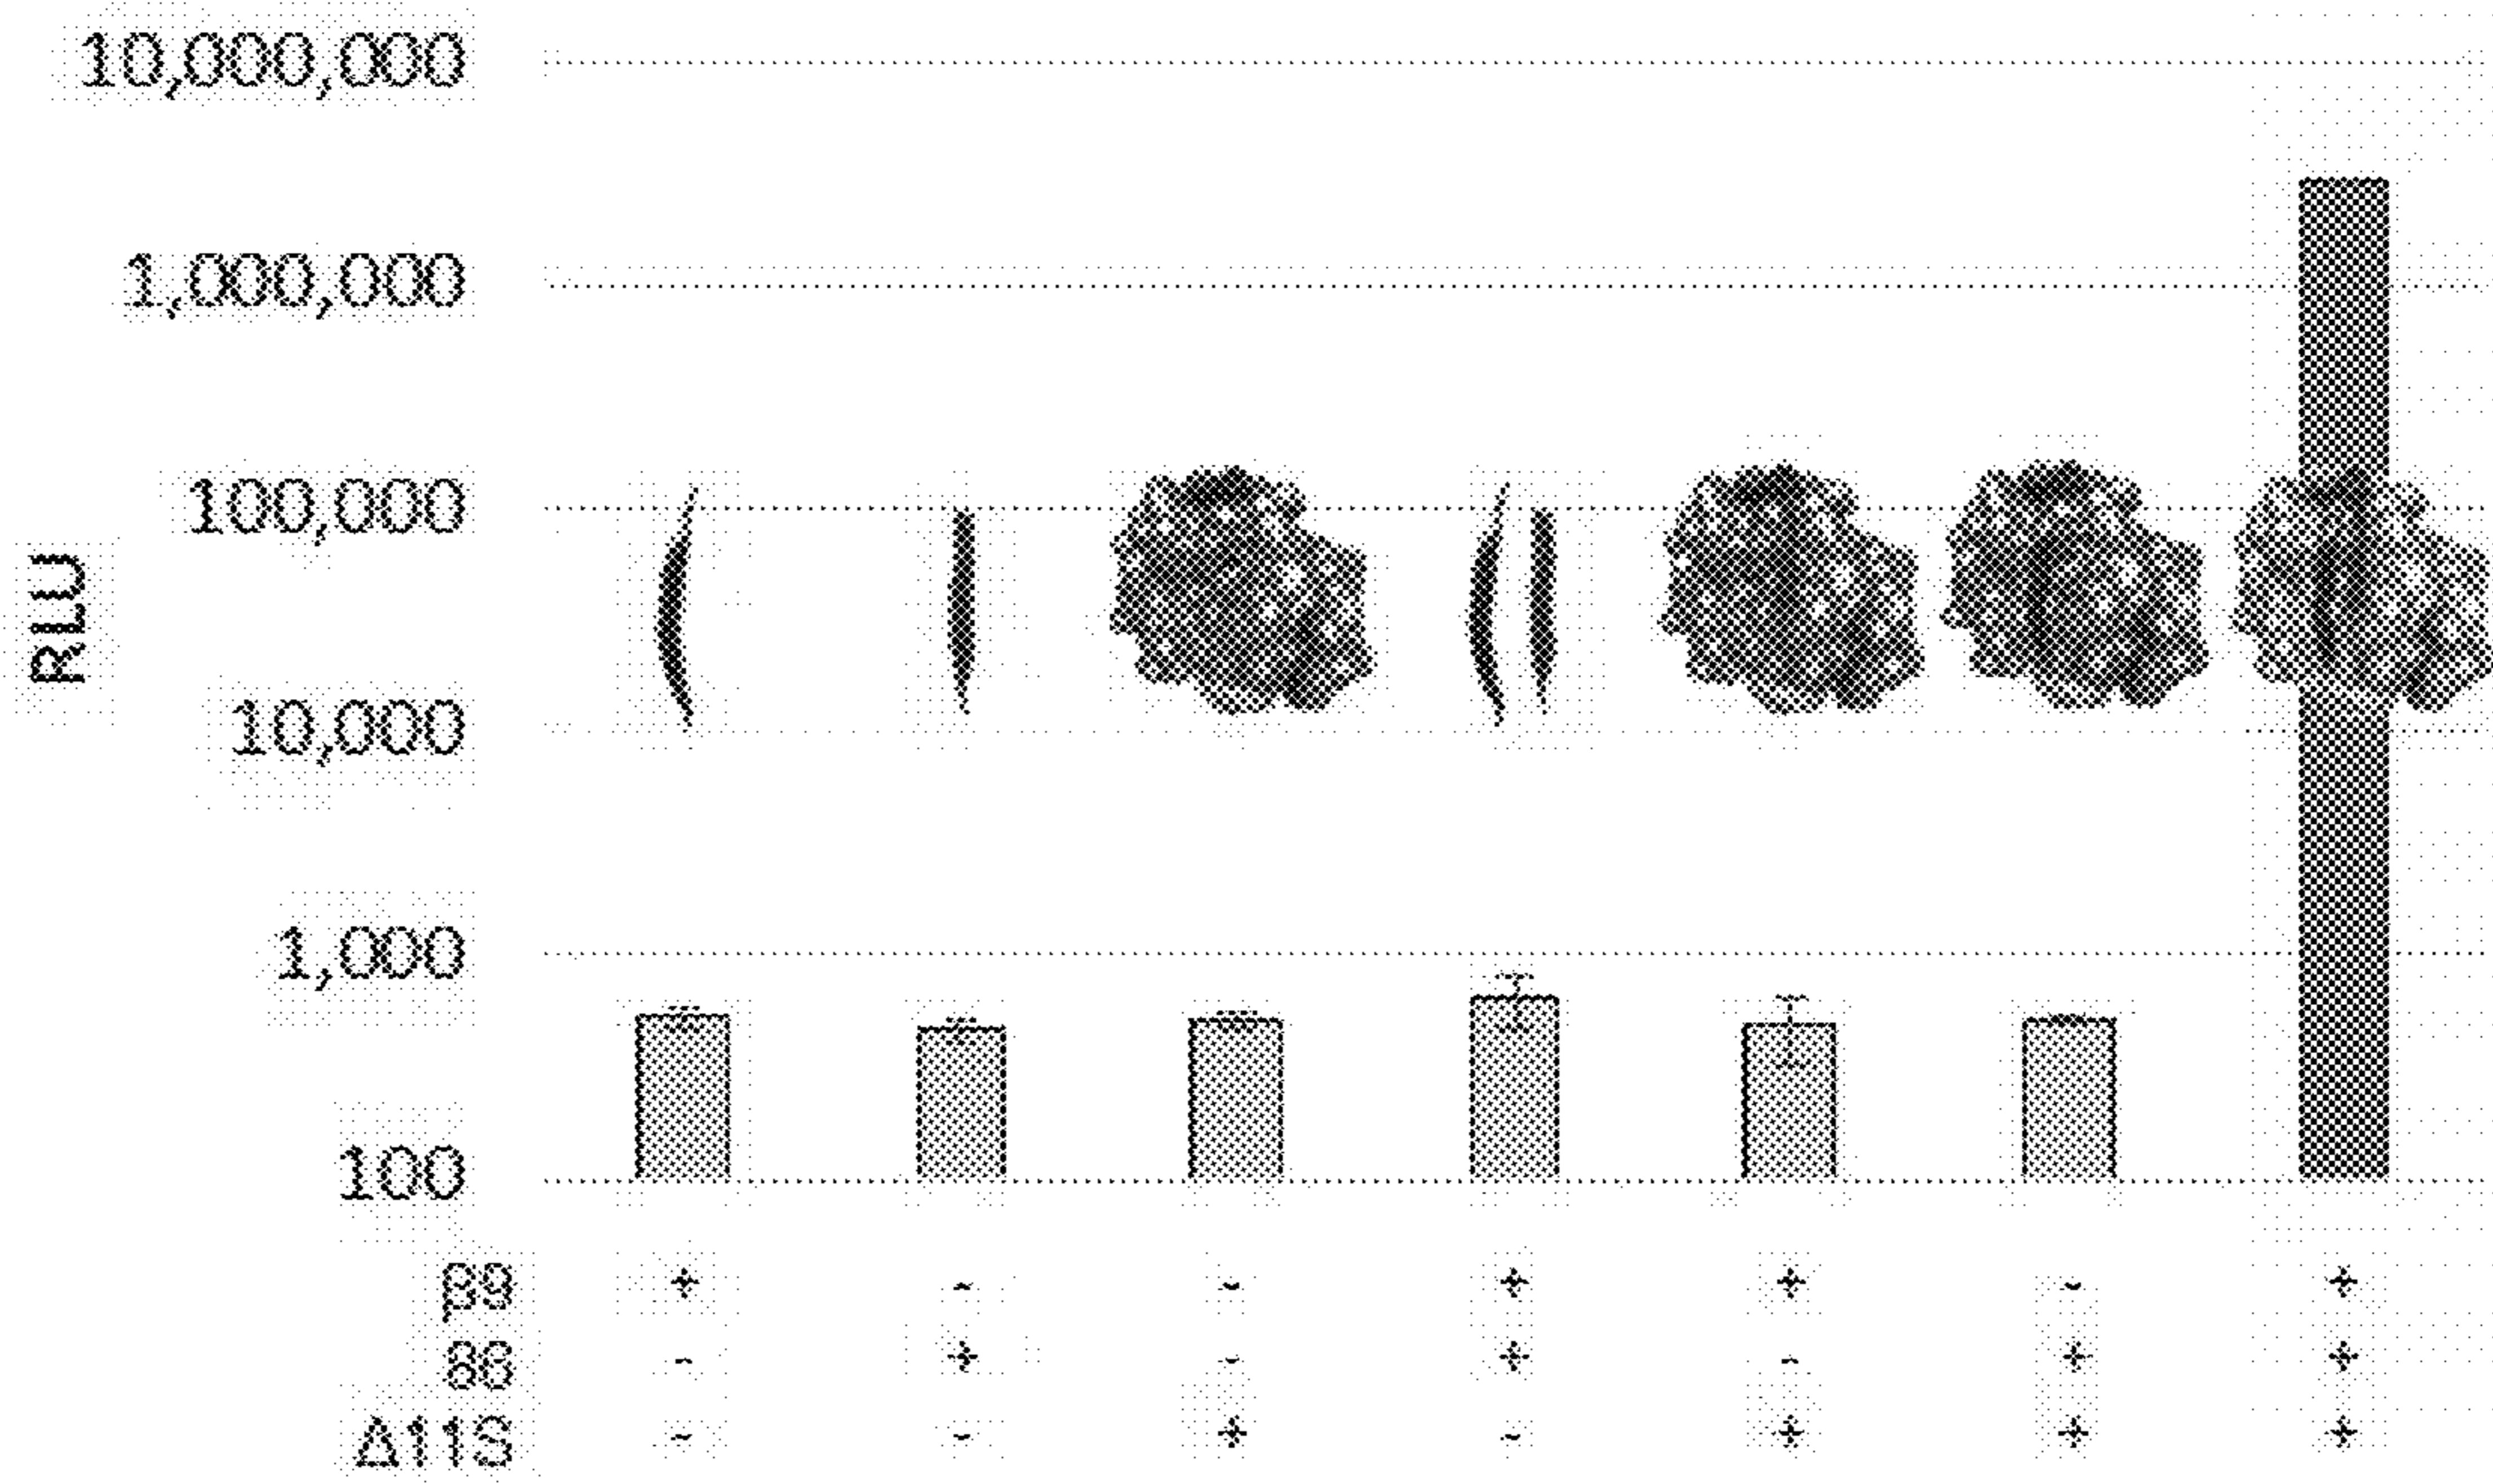 10,000,000
1,000,000
100,000
RLU
10,000
1,000
100
β9 + - - + + - +
86 - + - + - + +
Δ11S - - + - + + +